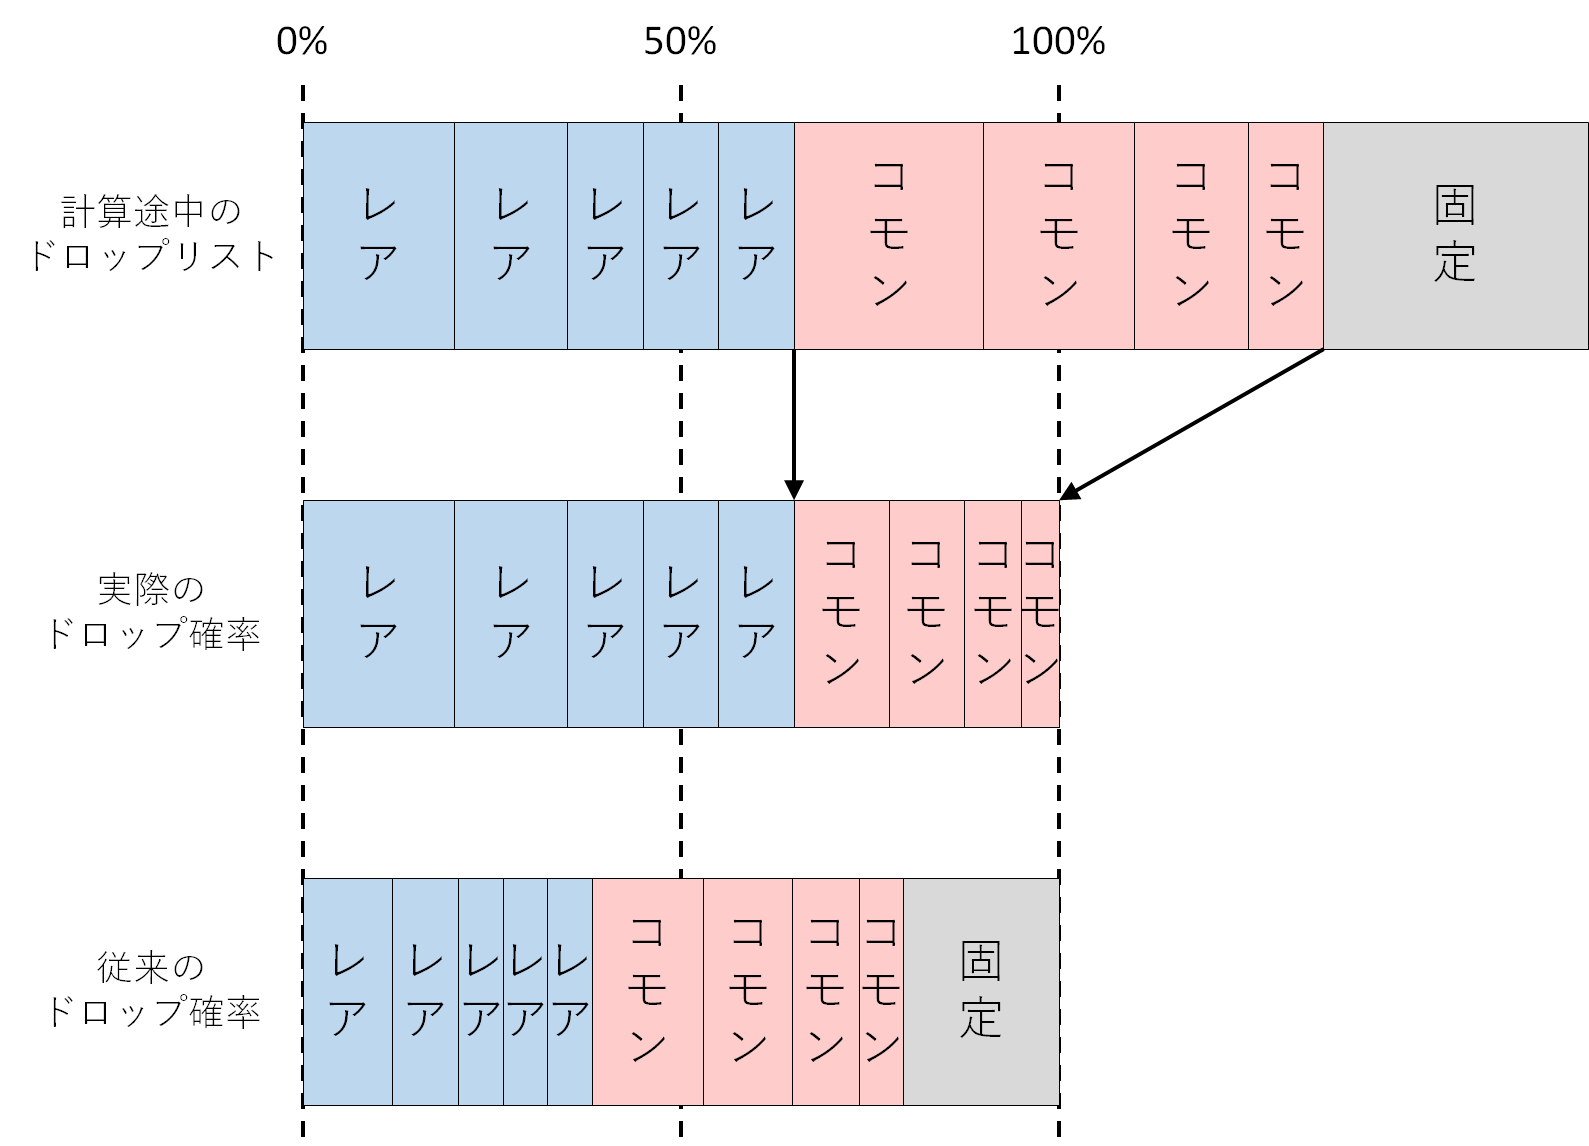 0% 50% 100%
計算途中の
ドロップリスト
レア レア レア レア レア コモン コモン コモン コモン 固定
実際の
ドロップ確率
レア レア レア レア レア コモン コモン コモン コモン
従来の
ドロップ確率
レア レア レア レア レア コモン コモン コモン コモン 固定